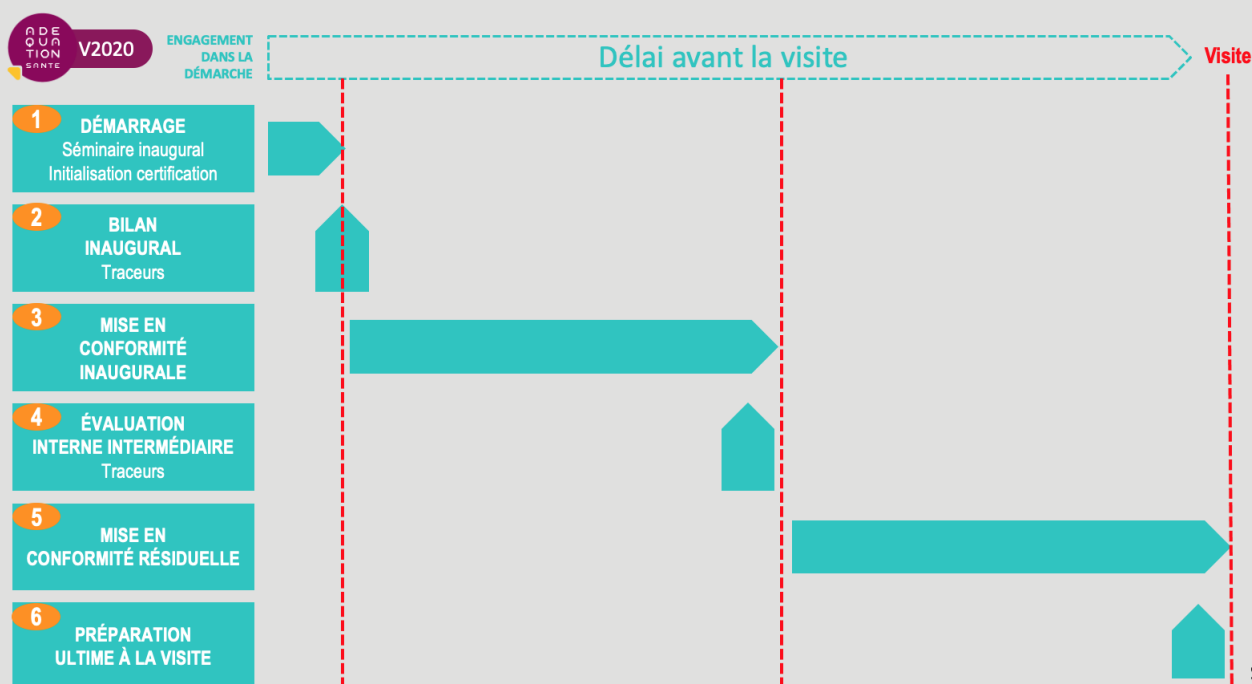 ADE
QUA
TION
SANTE
V2020
ENGAGEMENT
DANS LA
DÉMARCHE
Délai avant la visite
Visite
1
DÉMARRAGE
Séminaire inaugural
Initialisation certification
2
BILAN
INAUGURAL
Traceurs
3
MISE EN
CONFORMITÉ
INAUGURALE
4
ÉVALUATION
INTERNE INTERMÉDIAIRE
Traceurs
5
MISE EN
CONFORMITÉ RÉSIDUELLE
6
PRÉPARATION
ULTIME À LA VISITE